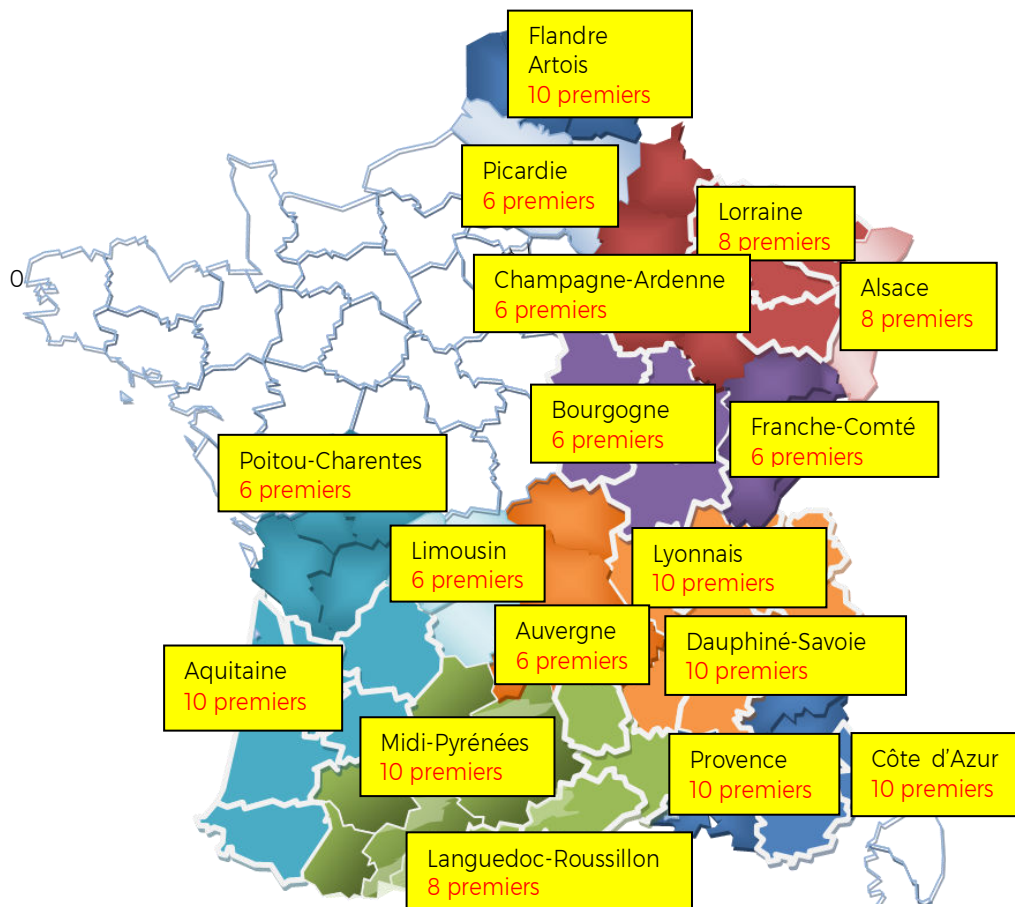 Flandre
Artois
10 premiers
Picardie
6 premiers
Lorraine
8 premiers
0
Champagne-Ardenne
6 premiers
Alsace
8 premiers
Bourgogne
6 premiers
Franche-Comté
6 premiers
Poitou-Charentes
6 premiers
Limousin
6 premiers
Lyonnais
10 premiers
Auvergne
6 premiers
Dauphiné-Savoie
10 premiers
Aquitaine
10 premiers
Midi-Pyrénées
10 premiers
Provence
10 premiers
Côte d'Azur
10 premiers
Languedoc-Roussillon
8 premiers